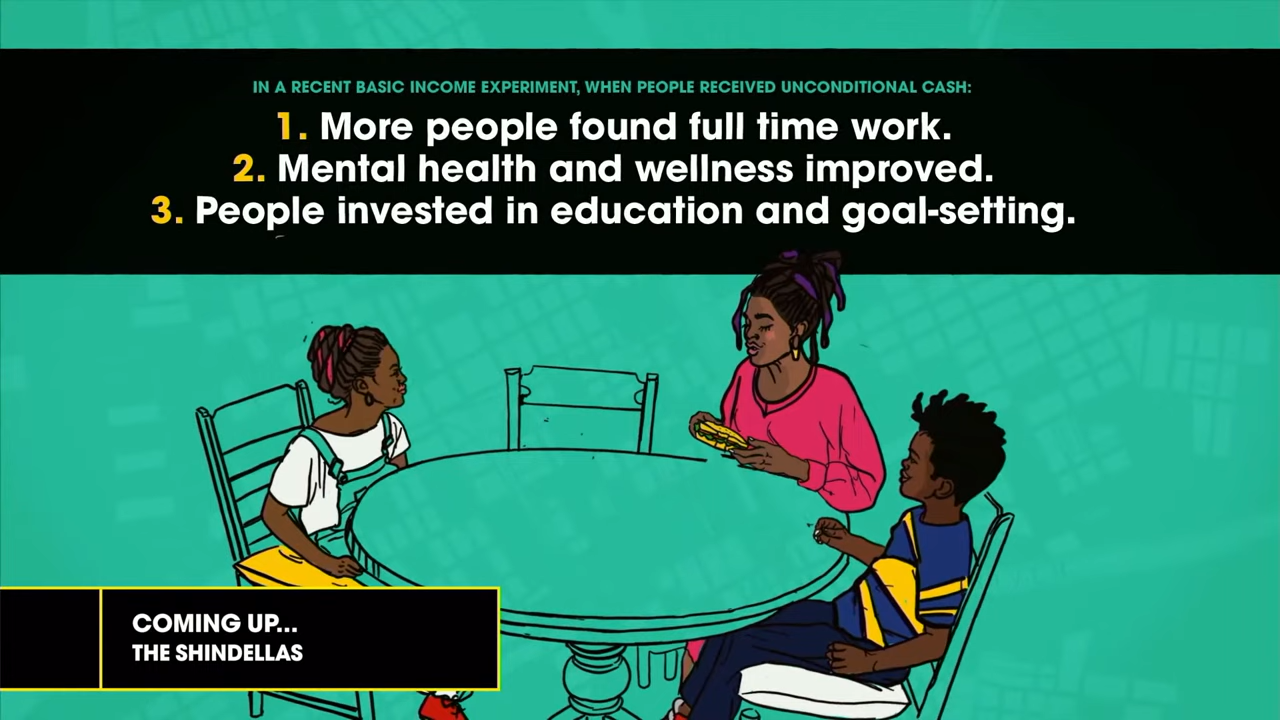 IN A RECENT BASIC INCOME EXPERIMENT, WHEN PEOPLE RECEIVED UNCONDITIONAL CASH:
1. More people found full time work.
2. Mental health and wellness improved.
3. People invested in education and goal-setting.
COMING UP...
THE SHINDELLAS